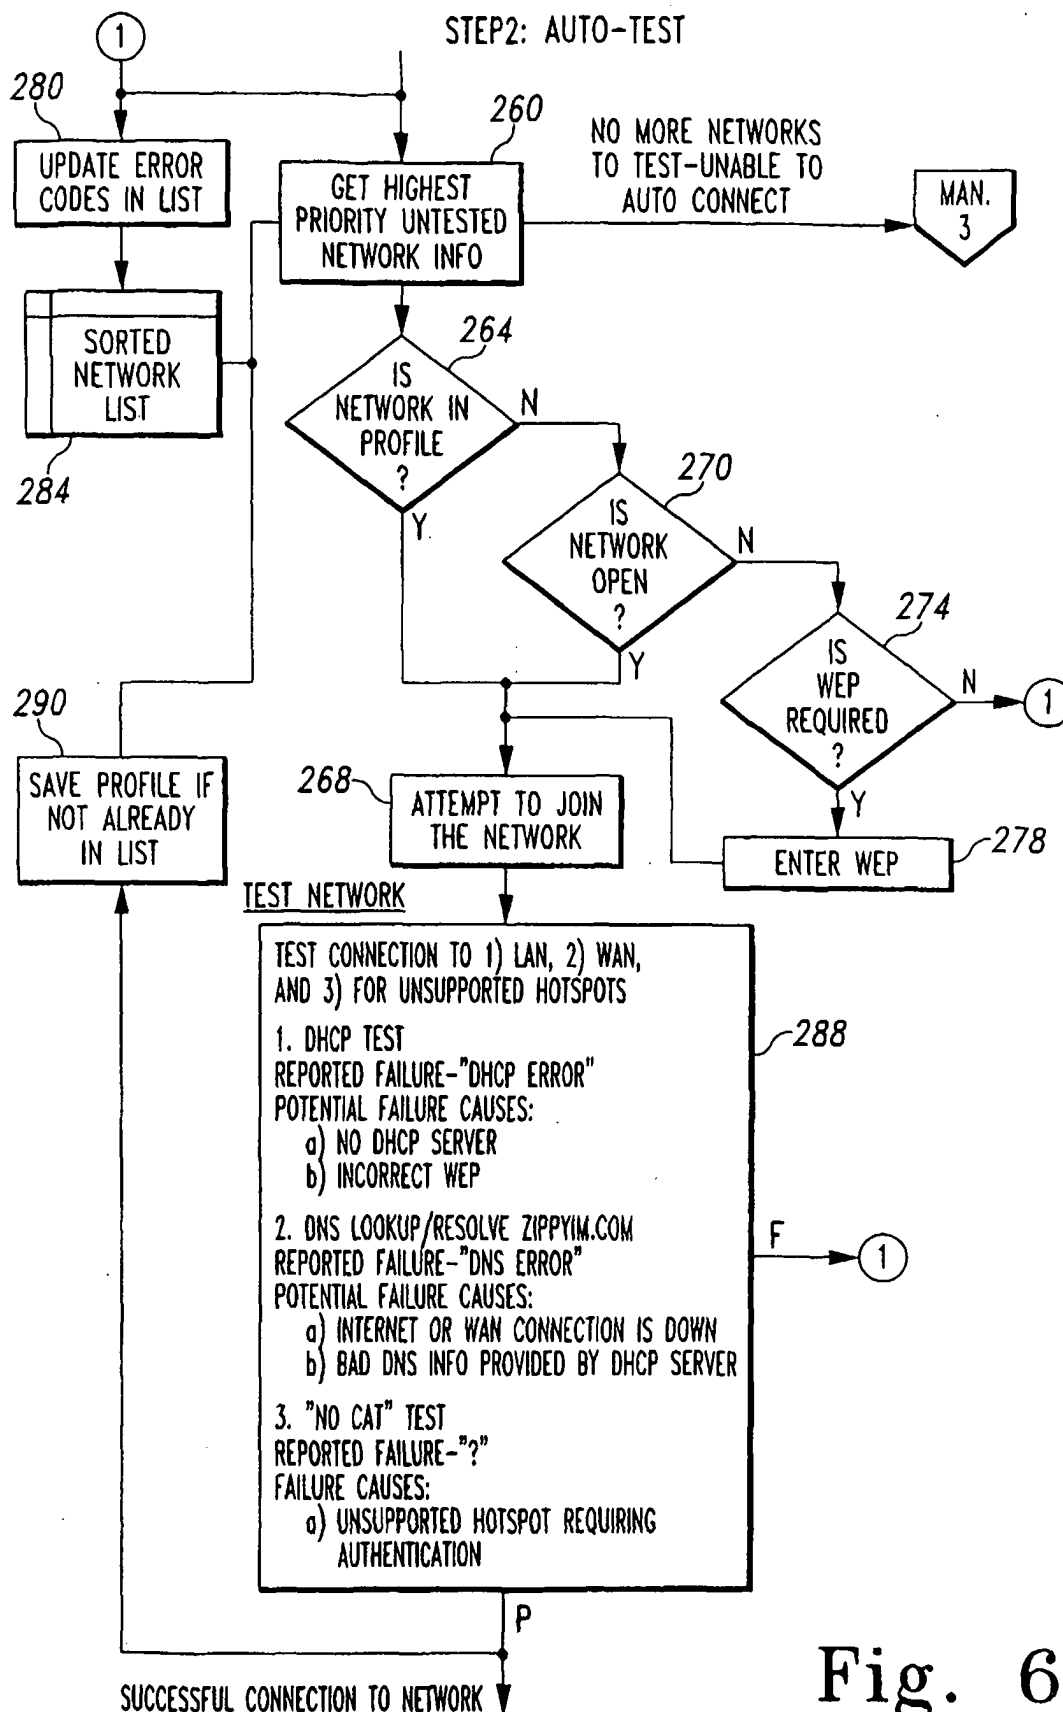 1
STEP2: AUTO-TEST
280
UPDATE ERROR
CODES IN LIST
260
GET HIGHEST
PRIORITY UNTESTED
NETWORK INFO
NO MORE NETWORKS
TO TEST-UNABLE TO
AUTO CONNECT
MAN.
3
SORTED
NETWORK
LIST
284
264
IS
NETWORK IN
PROFILE
?
N
Y
270
IS
NETWORK
OPEN
?
N
Y
274
IS
WEP
REQUIRED
?
N
1
Y
290
SAVE PROFILE IF
NOT ALREADY
IN LIST
268
ATTEMPT TO JOIN
THE NETWORK
ENTER WEP
278
TEST NETWORK
TEST CONNECTION TO 1) LAN, 2) WAN,
AND 3) FOR UNSUPPORTED HOTSPOTS
1. DHCP TEST
REPORTED FAILURE-"DHCP ERROR"
POTENTIAL FAILURE CAUSES:
a) NO DHCP SERVER
b) INCORRECT WEP
288
2. DNS LOOKUP/RESOLVE ZIPPYIM.COM
REPORTED FAILURE-"DNS ERROR"
POTENTIAL FAILURE CAUSES:
a) INTERNET OR WAN CONNECTION IS DOWN
b) BAD DNS INFO PROVIDED BY DHCP SERVER
F
1
3. "NO CAT" TEST
REPORTED FAILURE-"?"
FAILURE CAUSES:
a) UNSUPPORTED HOTSPOT REQUIRING
AUTHENTICATION
P
SUCCESSFUL CONNECTION TO NETWORK
Fig. 6